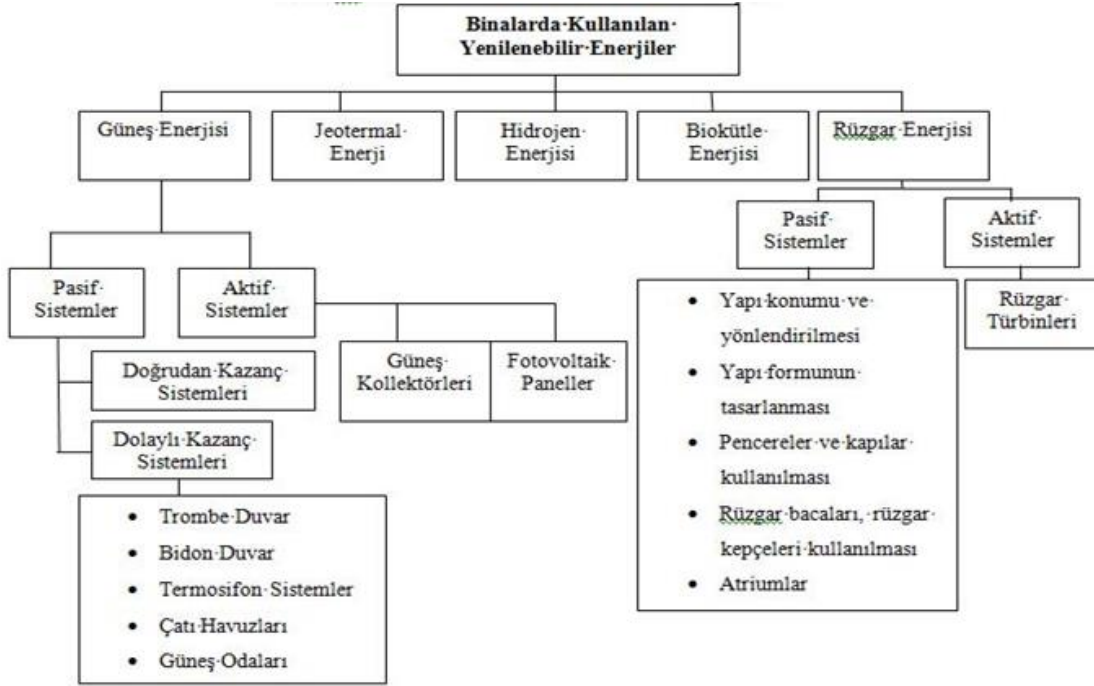 Binalarda Kullanılan
Yenilenebilir Enerjiler
Güneş Enerjisi
Jeotermal
Enerji
Hidrojen
Enerjisi
Biokütle
Enerjisi
Rüzgar Enerjisi
Pasif
Sistemler
Aktif
Sistemler
Pasif
Sistemler
Aktif
Sistemler
Güneş
Kollektörleri
Fotovoltaik
Paneller
Doğrudan Kazanç
Sistemleri
Dolaylı Kazanç
Sistemleri
• Trombe Duvar
• Bidon Duvar
• Termosifon Sistemler
• Çatı Havuzları
• Güneş Odaları
• Yapı konumu ve
yönlendirilmesi
• Yapı formunun
tasarlanması
• Pencereler ve kapılar
kullanılması
• Rüzgar bacaları, rüzgar
kepçeleri kullanılması
• Atriumlar
Rüzgar
Türbinleri